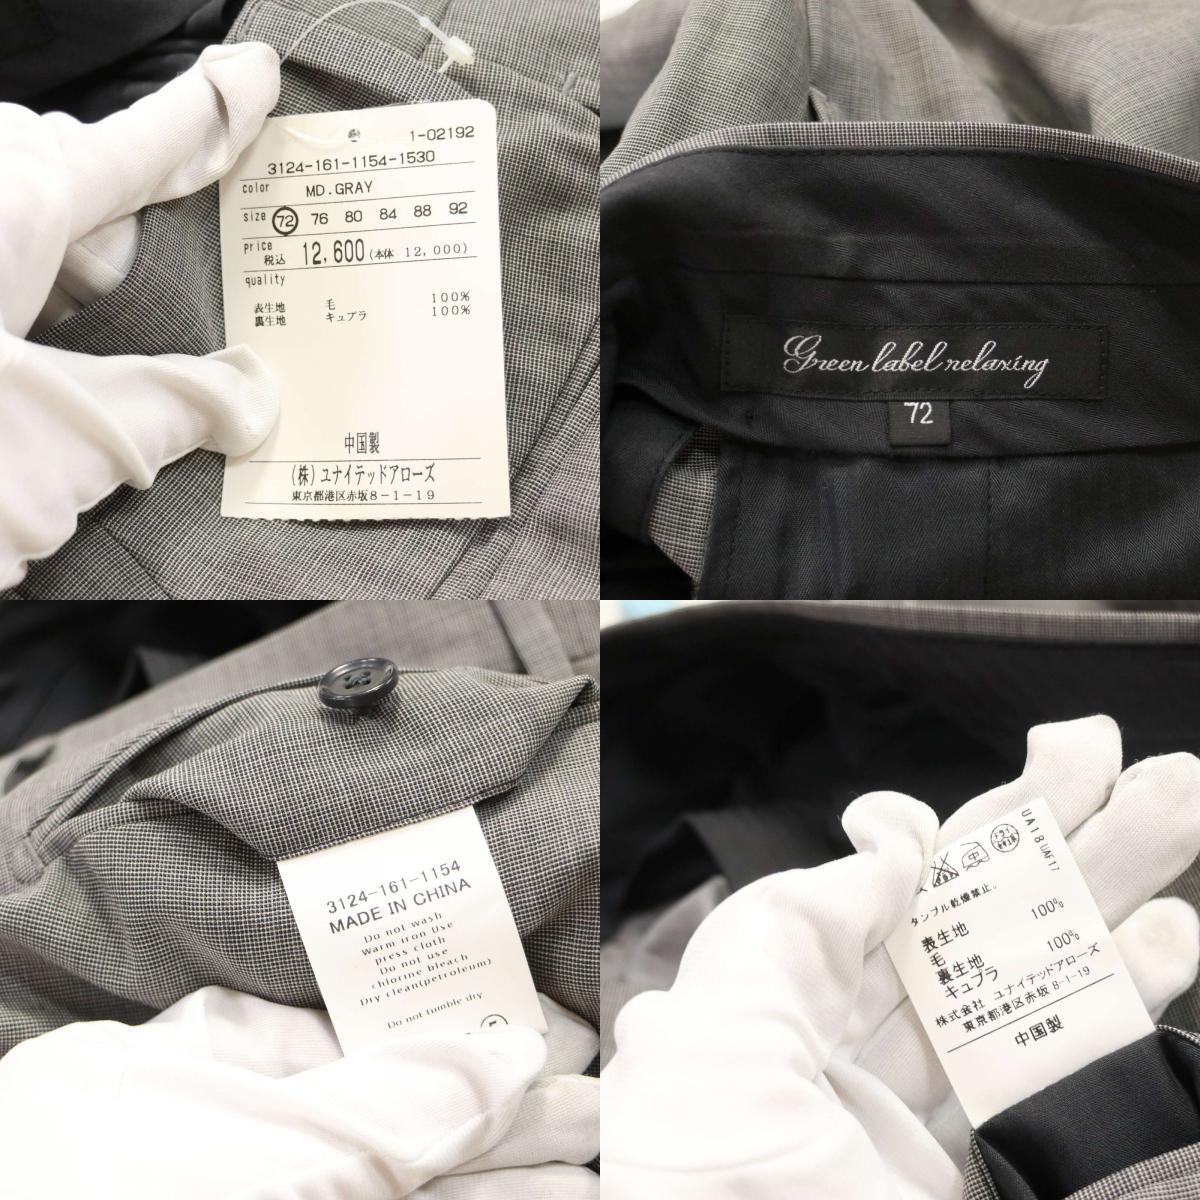 1-02192
3124-161-1154-1530
color MD.GRAY
size 72 76 80 84 88 92
price 税込 12,600 (本体 12,000)
quality
表生地 毛 100%
裏生地 キュプラ 100%
中国製
(株)ユナイテッドアローズ
東京都港区赤坂8-1-19
Green label relaxing
72
3124-161-1154
MADE IN CHINA
Do not wash
Warm iron Use
press cloth
Do not use
chlorine bleach
Dry clean(petroleum)
Do not tumble dry
UA18 UAF17
中
ドライ
タンブル乾燥禁止。
表生地
毛 100%
裏生地
キュプラ 100%
株式会社 ユナイテッドアローズ
東京都港区赤坂8-1-19
中国製